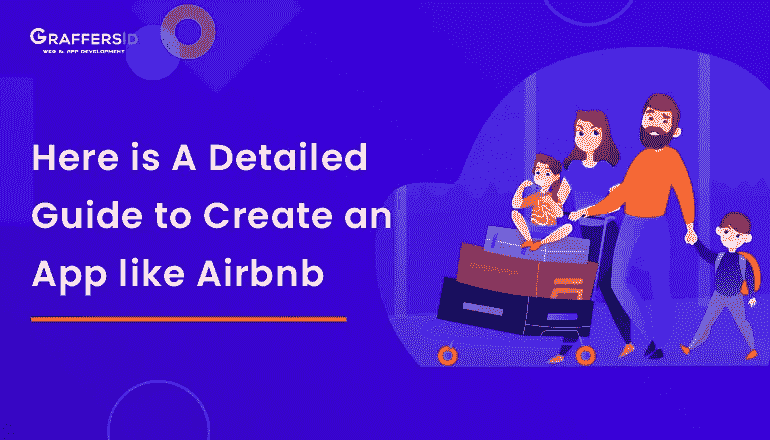 GRAFFERSID
WEB & APP DEVELOPMENT
Here is A Detailed
Guide to Create an
App like Airbnb